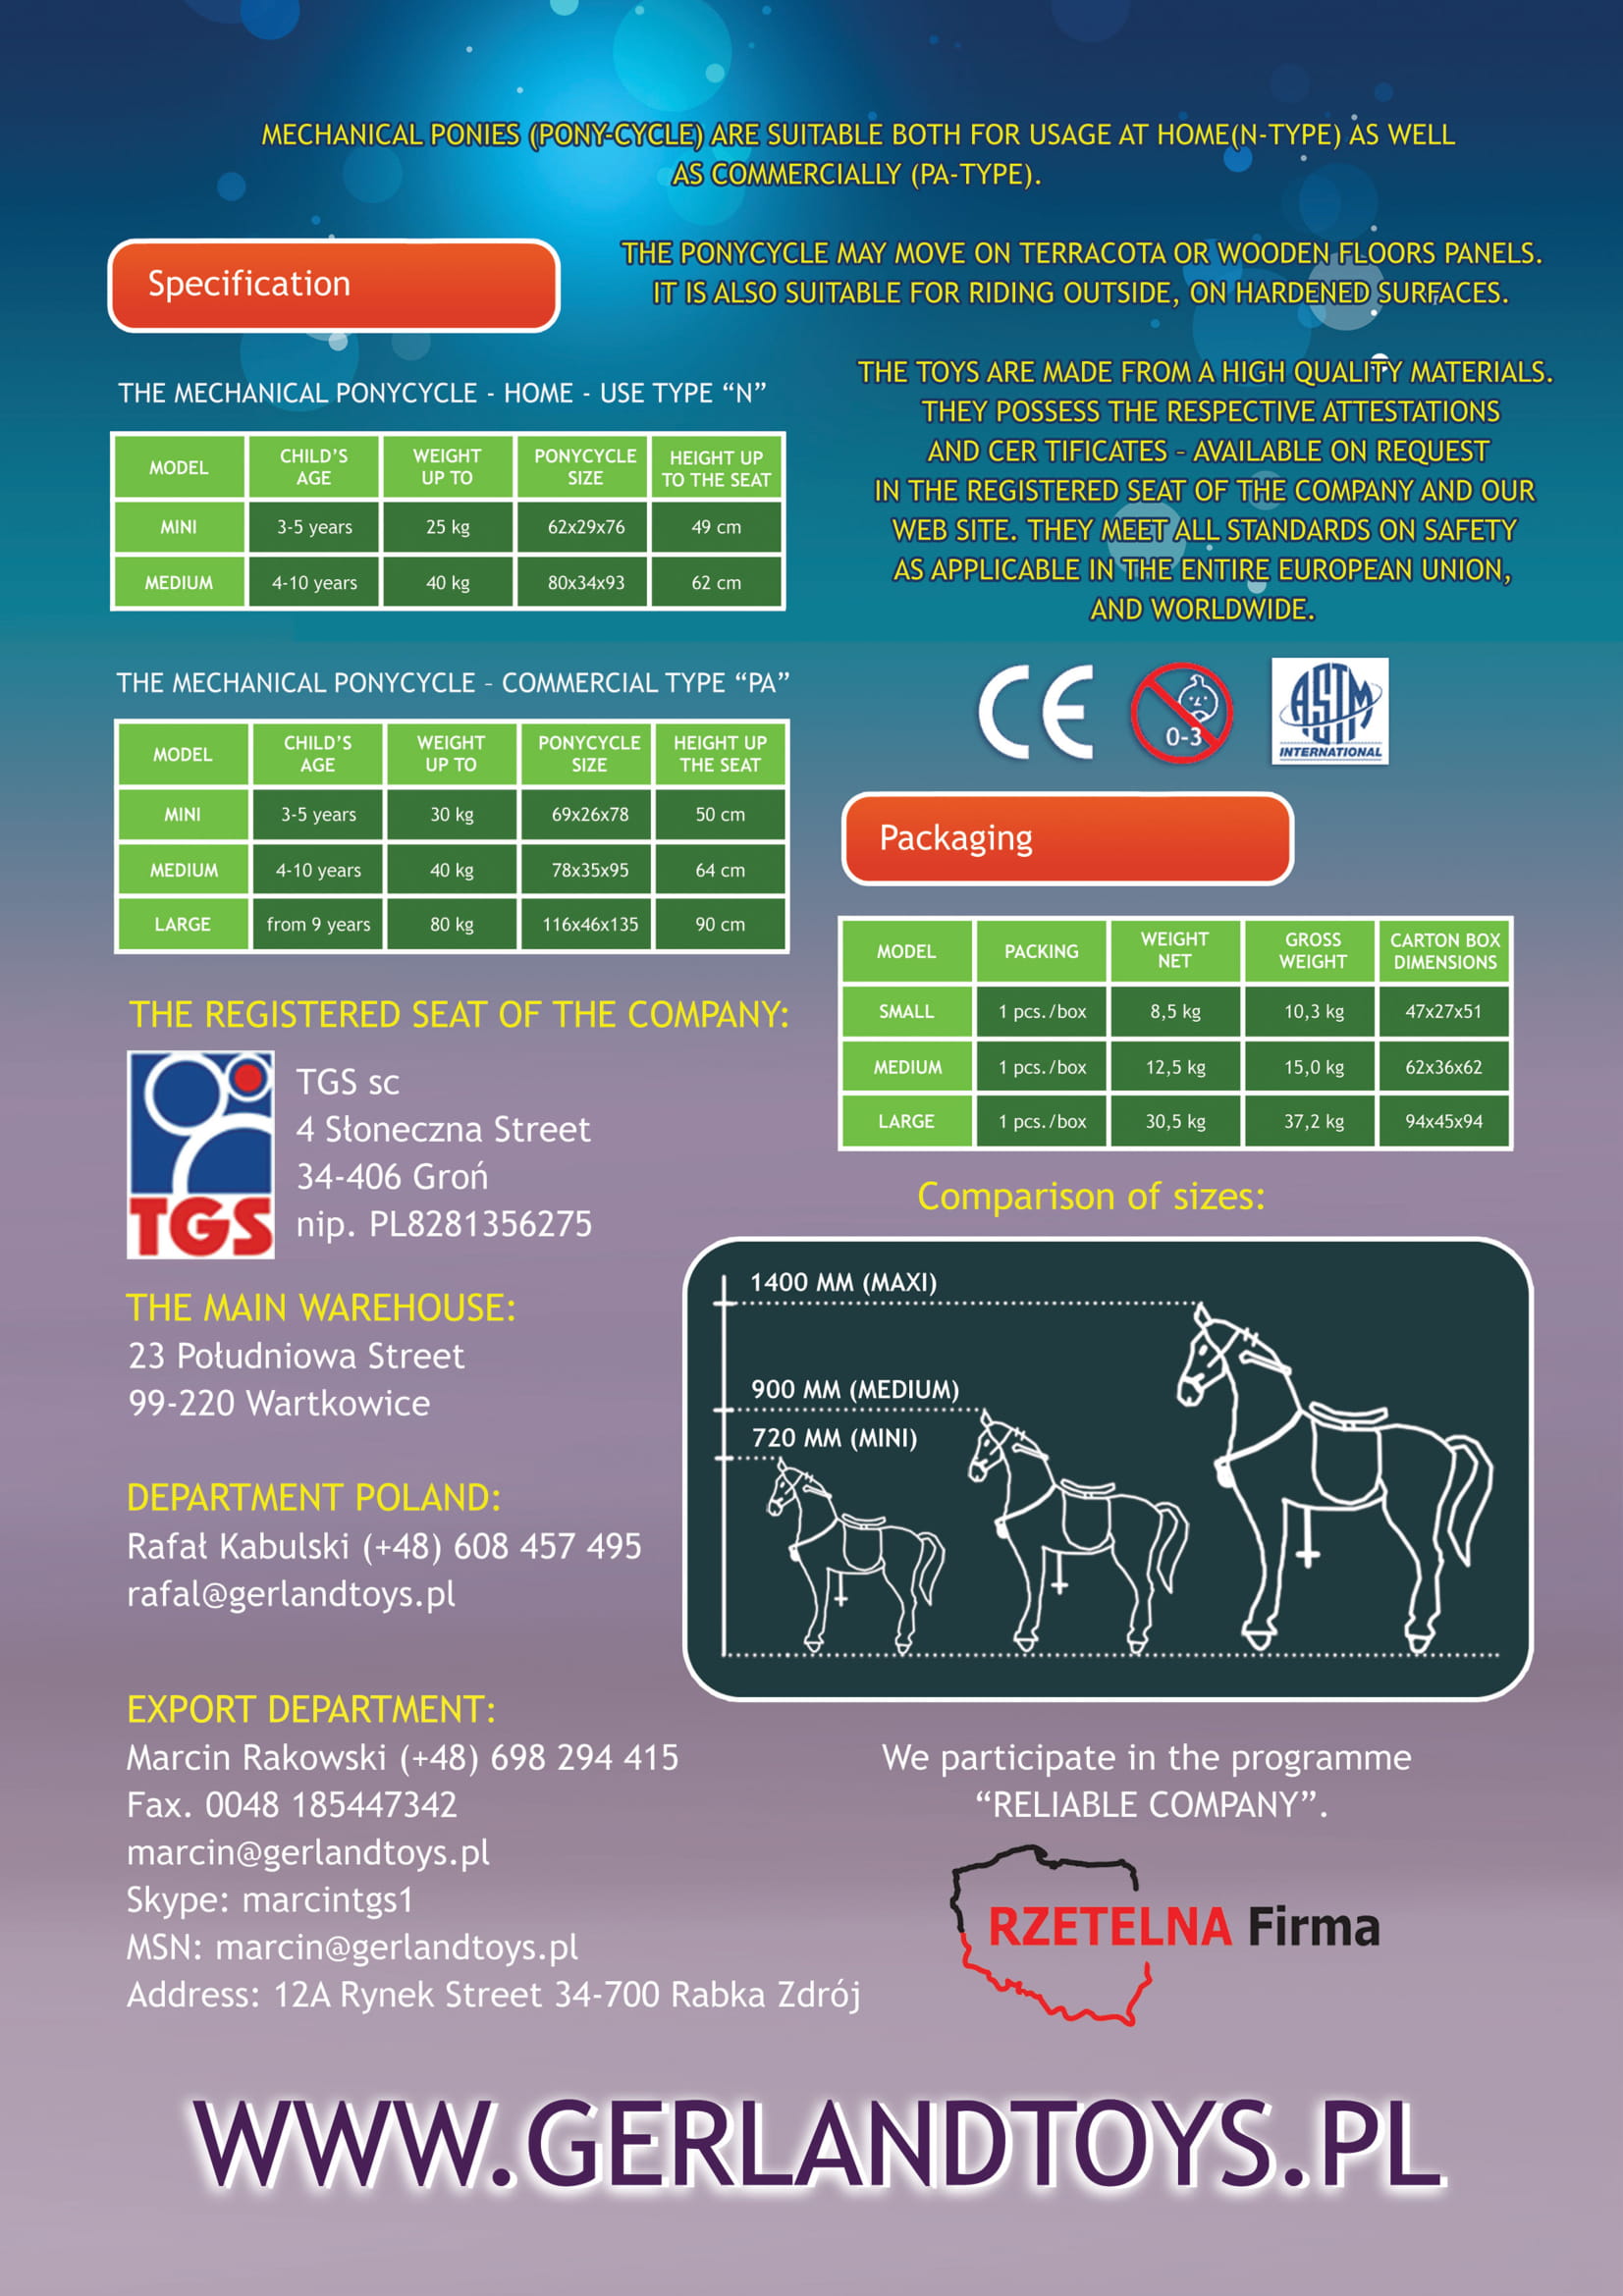 MECHANICAL PONIES (PONY-CYCLE) ARE SUITABLE BOTH FOR USAGE AT HOME(N-TYPE) AS WELL
AS COMMERCIALLY (PA-TYPE).
Specification
THE PONYCYCLE MAY MOVE ON TERRACOTA OR WOODEN FLOORS PANELS.
IT IS ALSO SUITABLE FOR RIDING OUTSIDE, ON HARDENED SURFACES.
THE MECHANICAL PONYCYCLE - HOME - USE TYPE “N”
MODEL CHILD’S AGE WEIGHT UP TO PONYCYCLE SIZE HEIGHT UP TO THE SEAT
MINI 3-5 years 25 kg 62x29x76 49 cm
MEDIUM 4-10 years 40 kg 80x34x93 62 cm
THE TOYS ARE MADE FROM A HIGH QUALITY MATERIALS.
THEY POSSESS THE RESPECTIVE ATTESTATIONS
AND CER TIFICATES - AVAILABLE ON REQUEST
IN THE REGISTERED SEAT OF THE COMPANY AND OUR
WEB SITE. THEY MEET ALL STANDARDS ON SAFETY
AS APPLICABLE IN THE ENTIRE EUROPEAN UNION,
AND WORLDWIDE.
THE MECHANICAL PONYCYCLE – COMMERCIAL TYPE “PA”
MODEL CHILD’S AGE WEIGHT UP TO PONYCYCLE SIZE HEIGHT UP THE SEAT
MINI 3-5 years 30 kg 69x26x78 50 cm
MEDIUM 4-10 years 40 kg 78x35x95 64 cm
LARGE from 9 years 80 kg 116x46x135 90 cm
CE
0-3
ASTM
INTERNATIONAL
Packaging
MODEL PACKING WEIGHT NET GROSS WEIGHT CARTON BOX DIMENSIONS
SMALL 1 pcs./box 8,5 kg 10,3 kg 47x27x51
MEDIUM 1 pcs./box 12,5 kg 15,0 kg 62x36x62
LARGE 1 pcs./box 30,5 kg 37,2 kg 94x45x94
THE REGISTERED SEAT OF THE COMPANY:
TGS
TGS sc
4 Słoneczna Street
34-406 Groń
nip. PL8281356275
THE MAIN WAREHOUSE:
23 Południowa Street
99-220 Wartkowice
DEPARTMENT POLAND:
Rafał Kabulski (+48) 608 457 495
rafal@gerlandtoys.pl
Comparison of sizes:
1400 MM (MAXI)
900 MM (MEDIUM)
720 MM (MINI)
EXPORT DEPARTMENT:
Marcin Rakowski (+48) 698 294 415
Fax. 0048 185447342
marcin@gerlandtoys.pl
Skype: marcintgs1
MSN: marcin@gerlandtoys.pl
Address: 12A Rynek Street 34-700 Rabka Zdrój
We participate in the programme
“RELIABLE COMPANY”.
RZETELNA Firma
WWW.GERLANDTOYS.PL